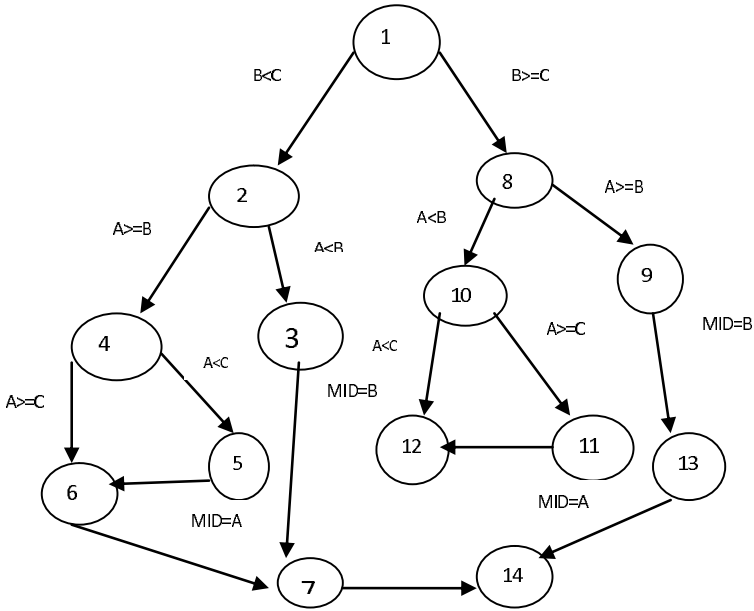 1
B<C
B>=C
8
2
A>=B
A<B
A>=B
A<B
9
10
MID=B
4
3
A<C
A>=C
A<C
MID=B
A>=C
12
11
5
13
6
MID=A
MID=A
7
14